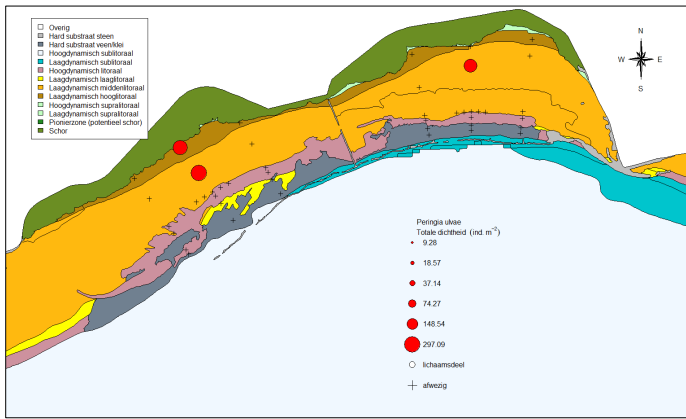 Overig
Hard substraat steen
Hard substraat veen/klei
Hoogdynamisch sublitoraal
Laagdynamisch sublitoraal
Hoogdynamisch litoraal
Laagdynamisch laaglitoraal
Laagdynamisch middenlitoraal
Laagdynamisch hooglitoraal
Hoogdynamisch supralitoraal
Laagdynamisch supralitoraal
Pionierzone (potentieel schor)
Schor
N
W E
S
Peringia ulvae
Totale dichtheid (ind. m⁻²)
9.28
18.57
37.14
74.27
148.54
297.09
lichaamsdeel
afwezig